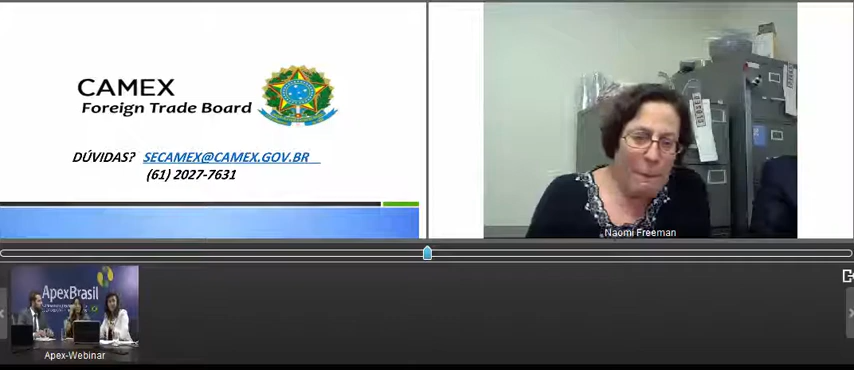 CAMEX
Foreign Trade Board
DÚVIDAS? SECAMEX@CAMEX.GOV.BR
(61) 2027-7631
Naomi Freeman
ApexBrasil
Apex-Webinar